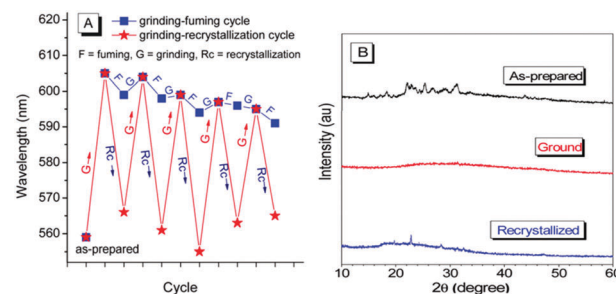 A
grinding-fuming cycle
grinding-recrystallization cycle
F = fuming, G = grinding, Rc = recrystallization
Wavelength (nm)
620
610
600
590
580
570
560
F G F G F G F G F
G G G G G
Rc Rc Rc Rc Rc
as-prepared
Cycle
B
As-prepared
Ground
Recrystallized
Intensity (au)
10 20 30 40 50 60
2θ (degree)